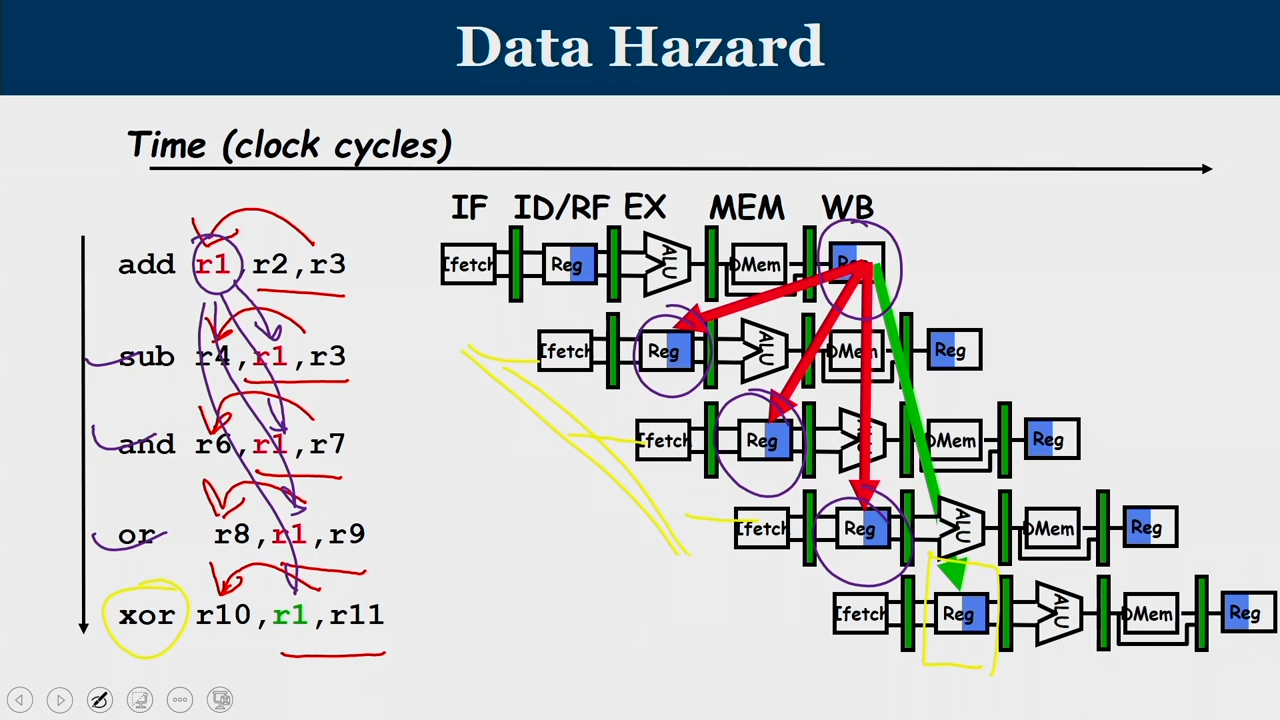 Data Hazard
Time (clock cycles)
IF ID/RF EX MEM WB
add r1,r2,r3
Ifetch Reg ALU DMem Reg
sub r4,r1,r3
Ifetch Reg ALU DMem Reg
and r6,r1,r7
Ifetch Reg ALU DMem Reg
or r8,r1,r9
Ifetch Reg ALU DMem Reg
xor r10,r1,r11
Ifetch Reg ALU DMem Reg